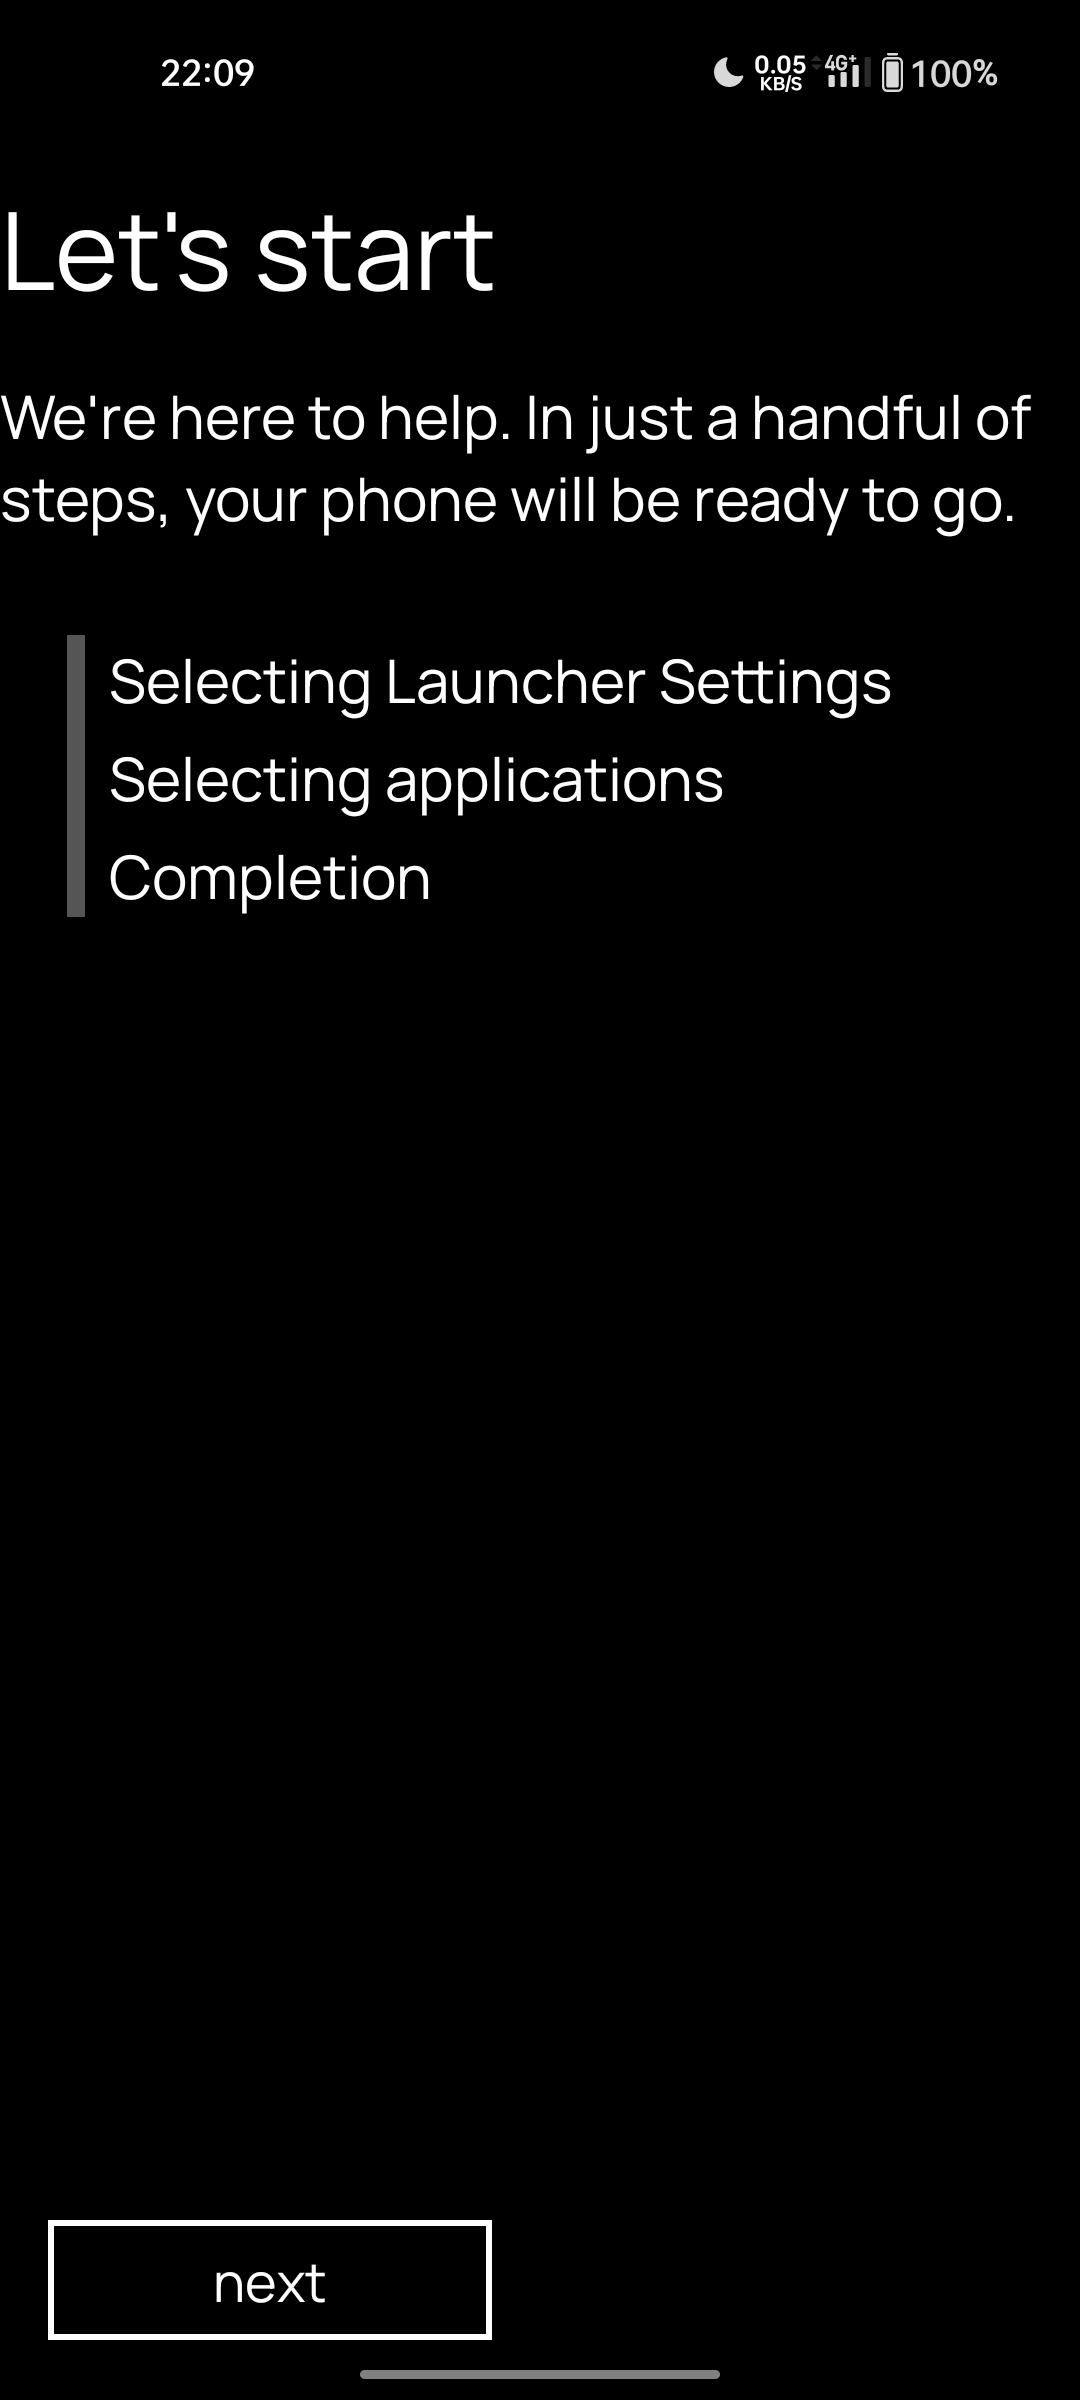 22:09
0.05 KB/S 4G+ 100%
Let's start
We're here to help. In just a handful of
steps, your phone will be ready to go.
Selecting Launcher Settings
Selecting applications
Completion
next